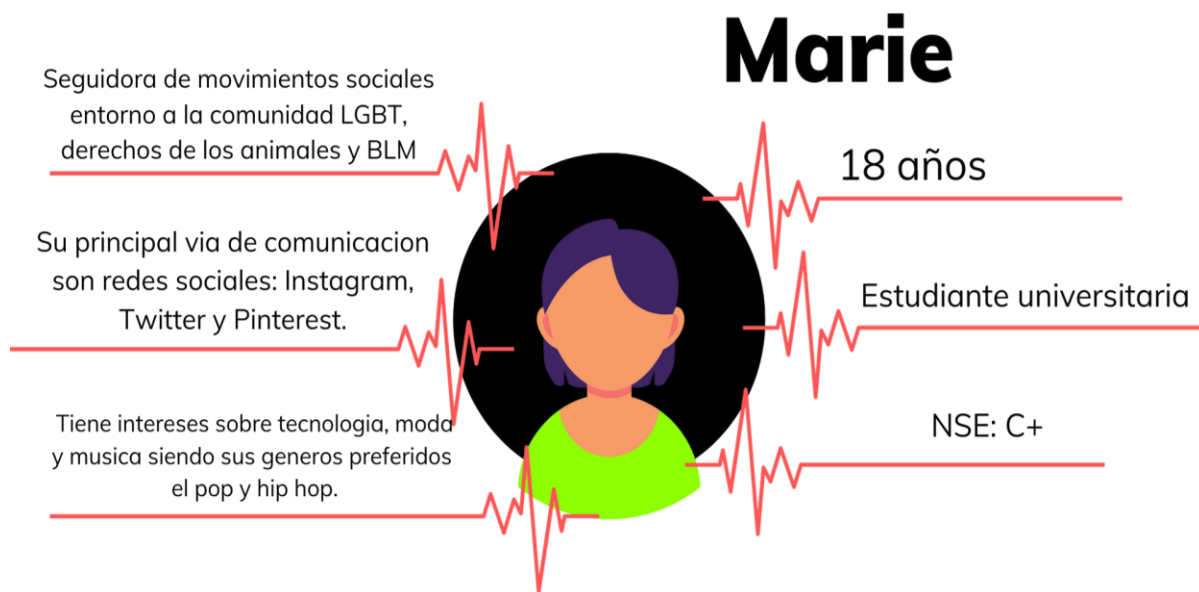 Marie
Seguidora de movimientos sociales
entorno a la comunidad LGBT,
derechos de los animales y BLM
18 años
Su principal via de comunicacion
son redes sociales: Instagram,
Twitter y Pinterest.
Estudiante universitaria
Tiene intereses sobre tecnologia, moda
y musica siendo sus generos preferidos
el pop y hip hop.
NSE: C+